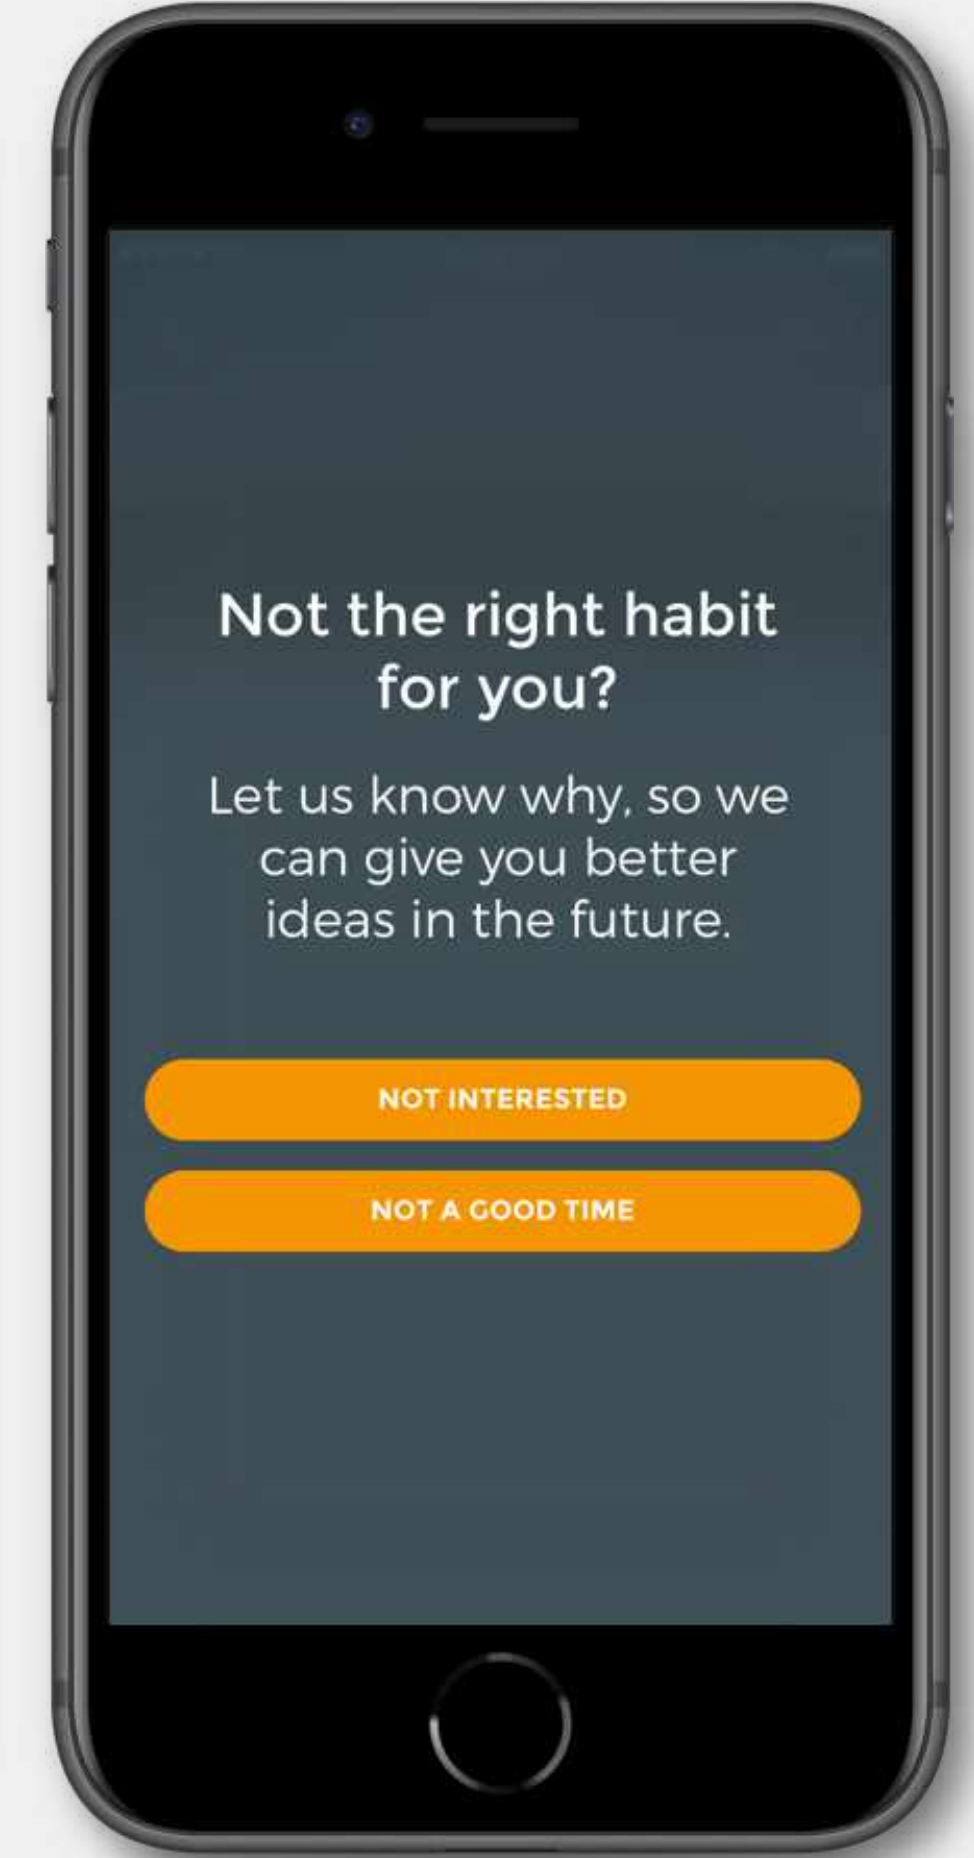 Not the right habit
for you?
Let us know why, so we
can give you better
ideas in the future.
NOT INTERESTED
NOT A GOOD TIME